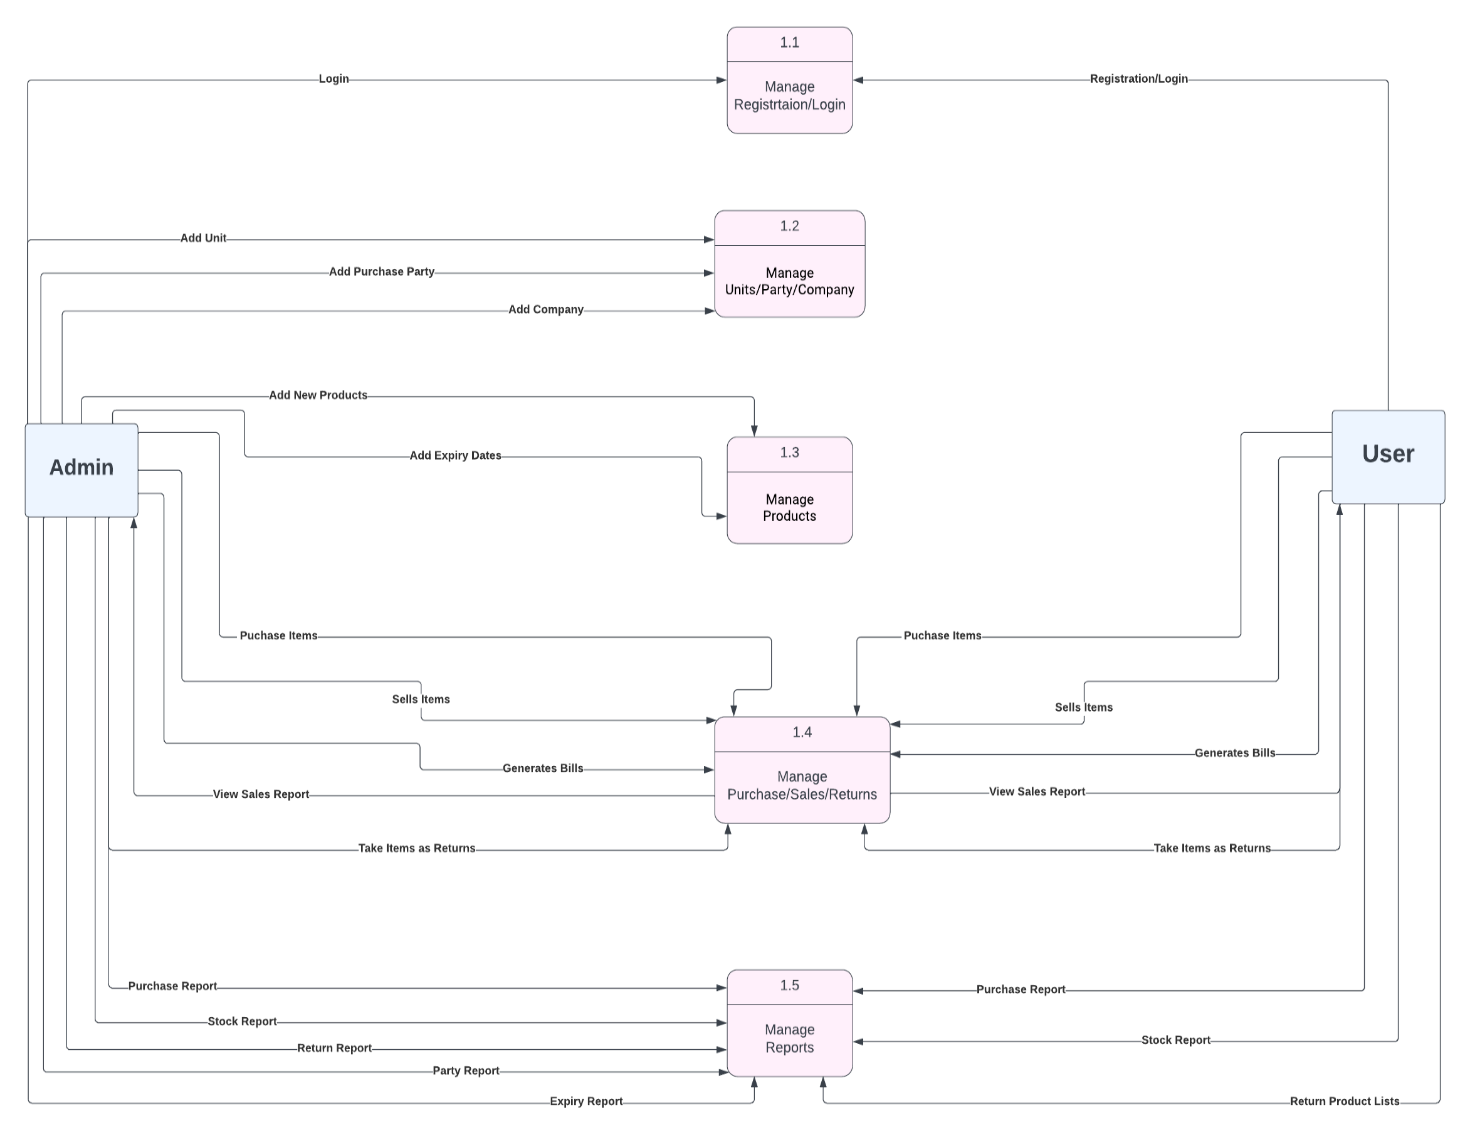 1.1
Login
Registration/Login
Manage
Registrtaion/Login
1.2
Add Unit
Add Purchase Party
Manage
Units/Party/Company
Add Company
Add New Products
Admin
User
1.3
Add Expiry Dates
Manage
Products
Puchase Items
Puchase Items
Sells Items
Sells Items
1.4
Generates Bills
Generates Bills
Manage
Purchase/Sales/Returns
View Sales Report
View Sales Report
Take Items as Returns
Take Items as Returns
1.5
Purchase Report
Purchase Report
Stock Report
Manage
Reports
Stock Report
Return Report
Party Report
Expiry Report
Return Product Lists